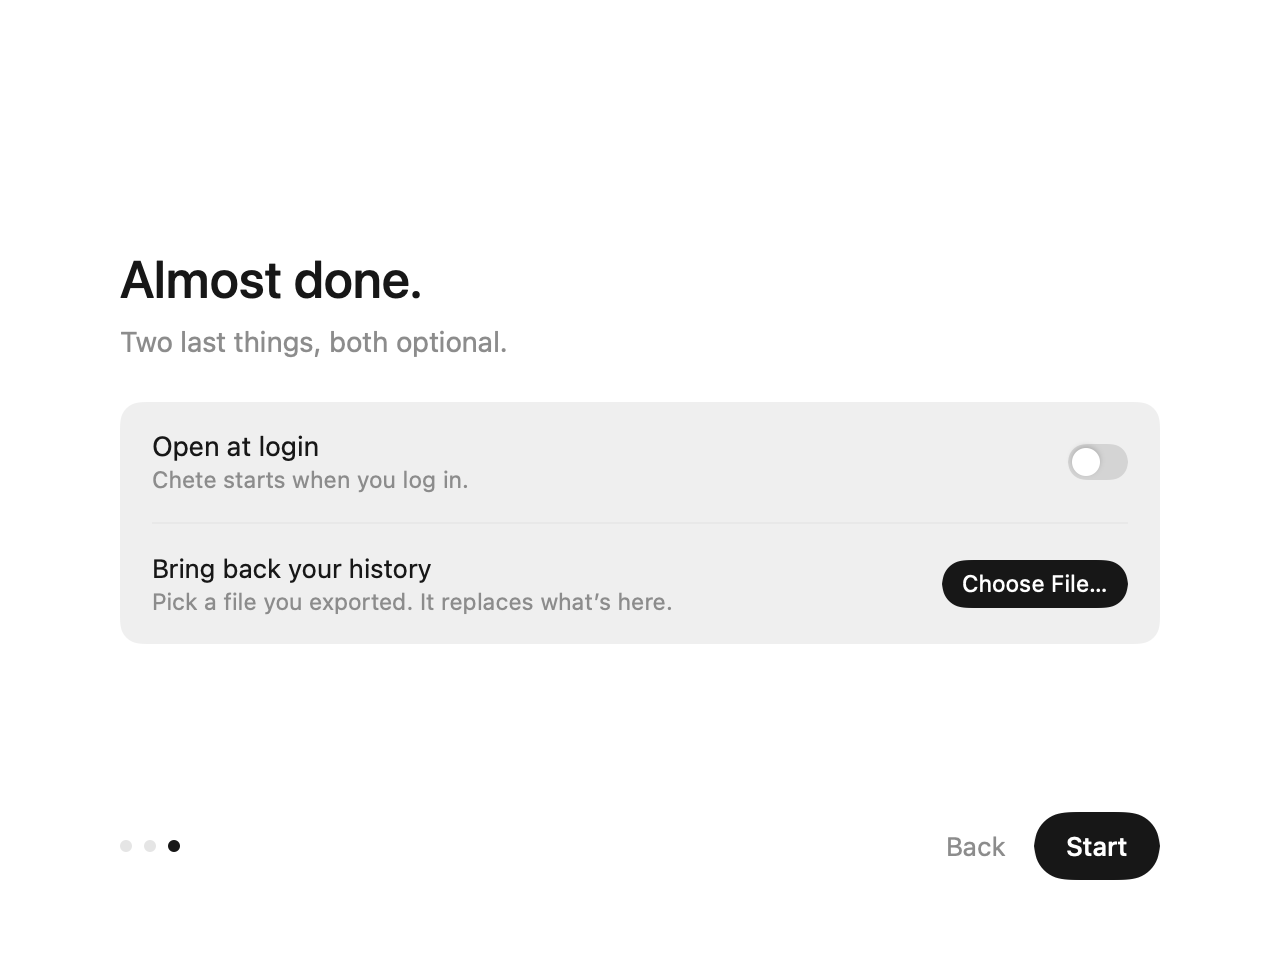 Almost done.
Two last things, both optional.
Open at login
Chete starts when you log in.
Bring back your history
Pick a file you exported. It replaces what’s here.
Choose File...
Back
Start